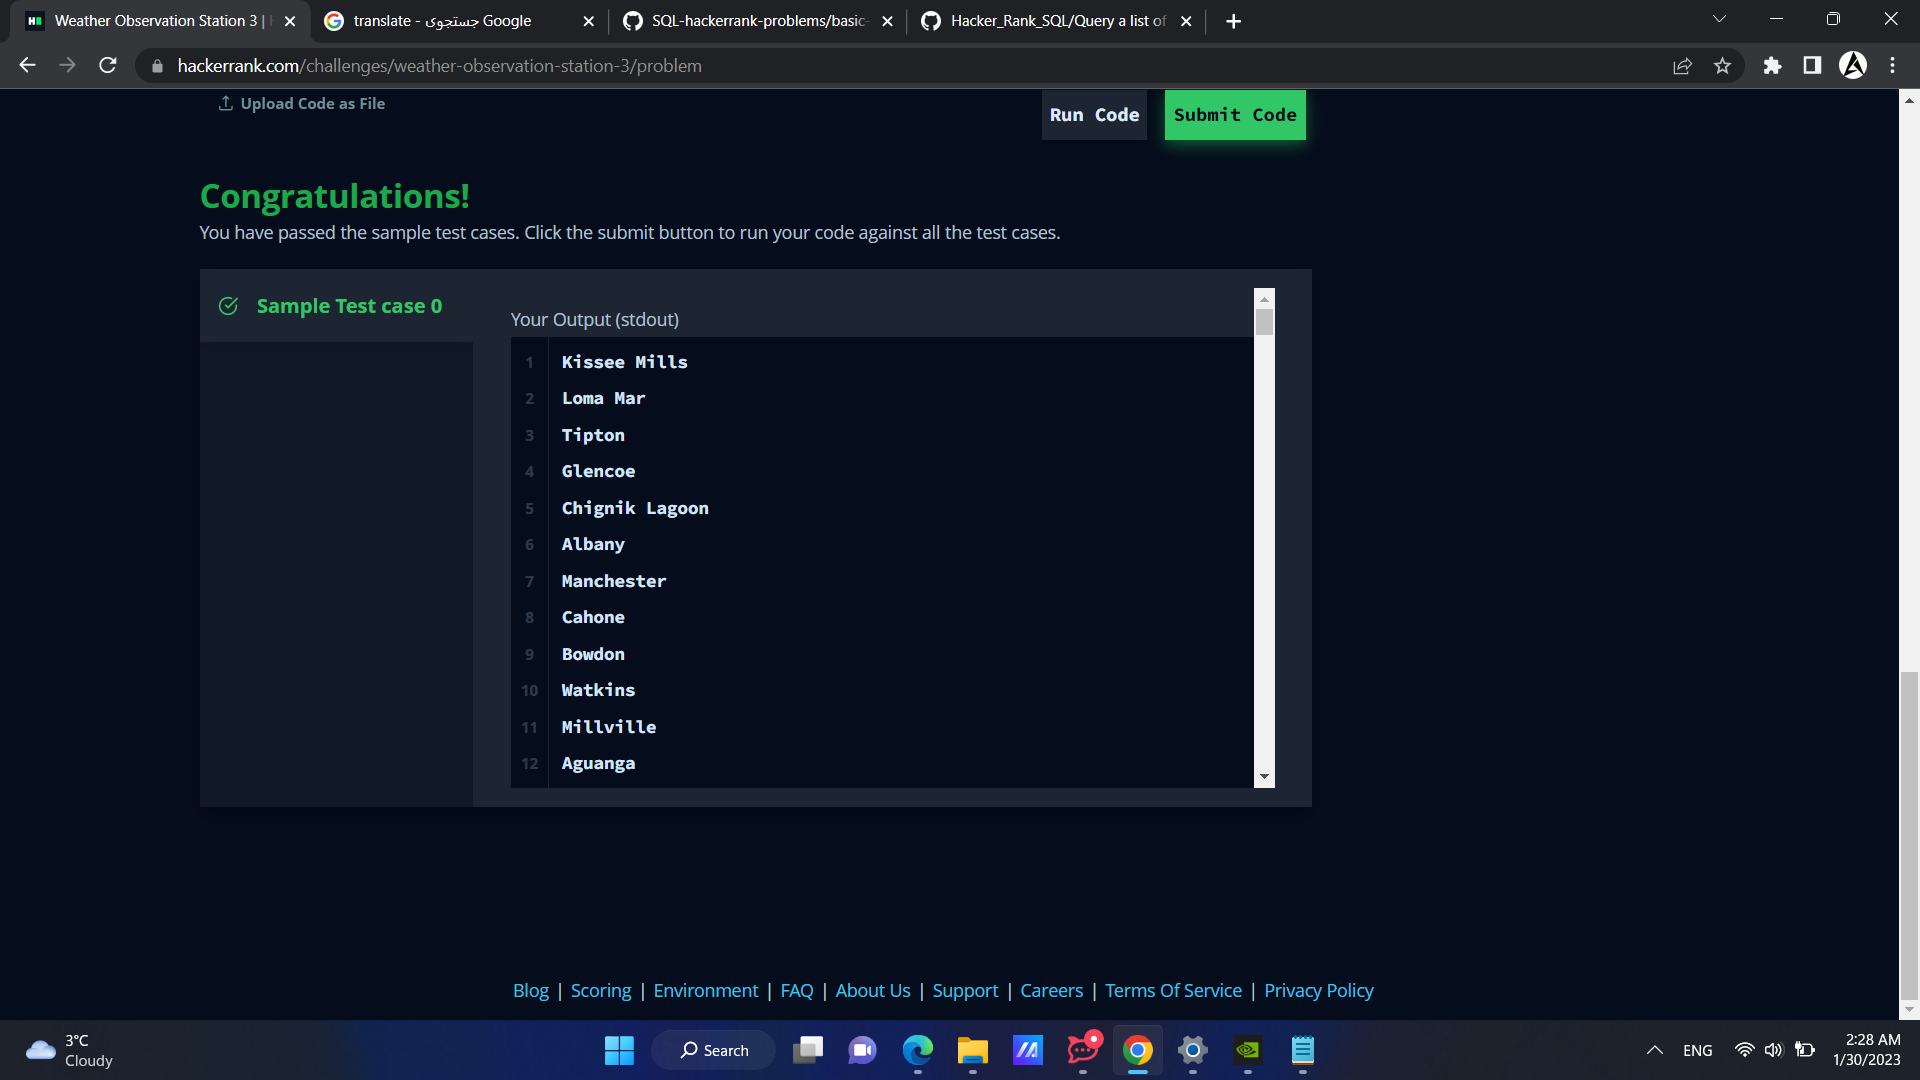 Weather Observation Station 3 |
translate - جستجوی Google
SQL-hackerrank-problems/basic-
Hacker_Rank_SQL/Query a list of
hackerrank.com/challenges/weather-observation-station-3/problem
Upload Code as File
Run Code
Submit Code
Congratulations!
You have passed the sample test cases. Click the submit button to run your code against all the test cases.
Sample Test case 0
Your Output (stdout)
1 Kissee Mills
2 Loma Mar
3 Tipton
4 Glencoe
5 Chignik Lagoon
6 Albany
7 Manchester
8 Cahone
9 Bowdon
10 Watkins
11 Millville
12 Aguanga
Blog | Scoring | Environment | FAQ | About Us | Support | Careers | Terms Of Service | Privacy Policy
3°C
Cloudy
Search
ENG
2:28 AM
1/30/2023